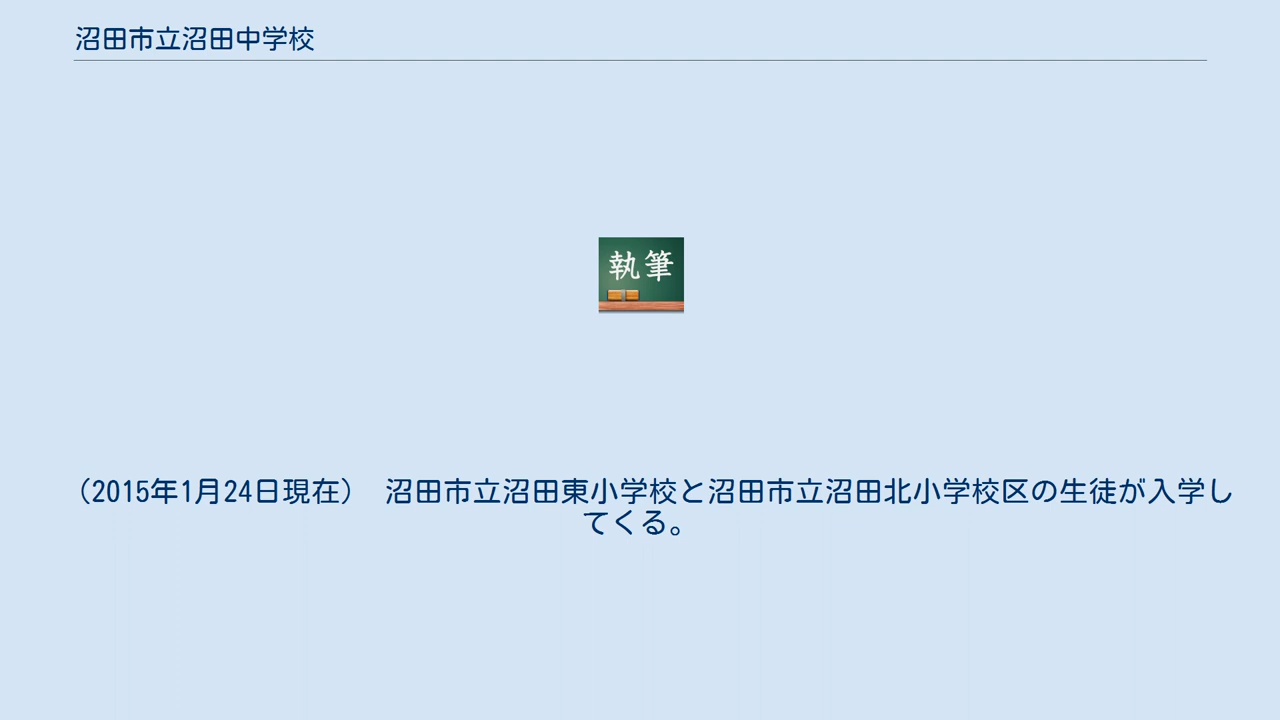 沼田市立沼田中学校
執筆
（2015年1月24日現在）　沼田市立沼田東小学校と沼田市立沼田北小学校区の生徒が入学し
てくる。